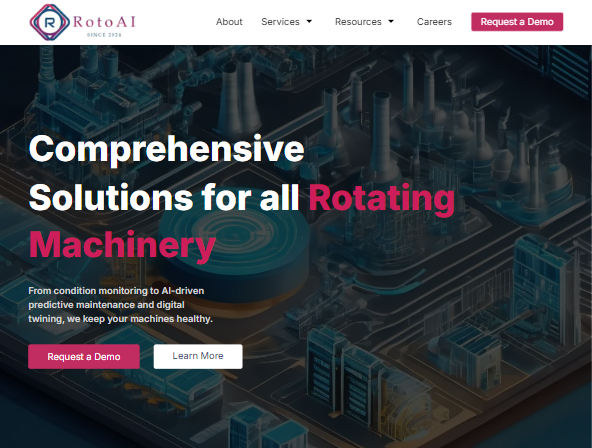 R RotoAI
SINCE 2020
About Services Resources Careers Request a Demo
Comprehensive
Solutions for all Rotating
Machinery
From condition monitoring to AI-driven
predictive maintenance and digital
twining, we keep your machines healthy.
Request a Demo Learn More